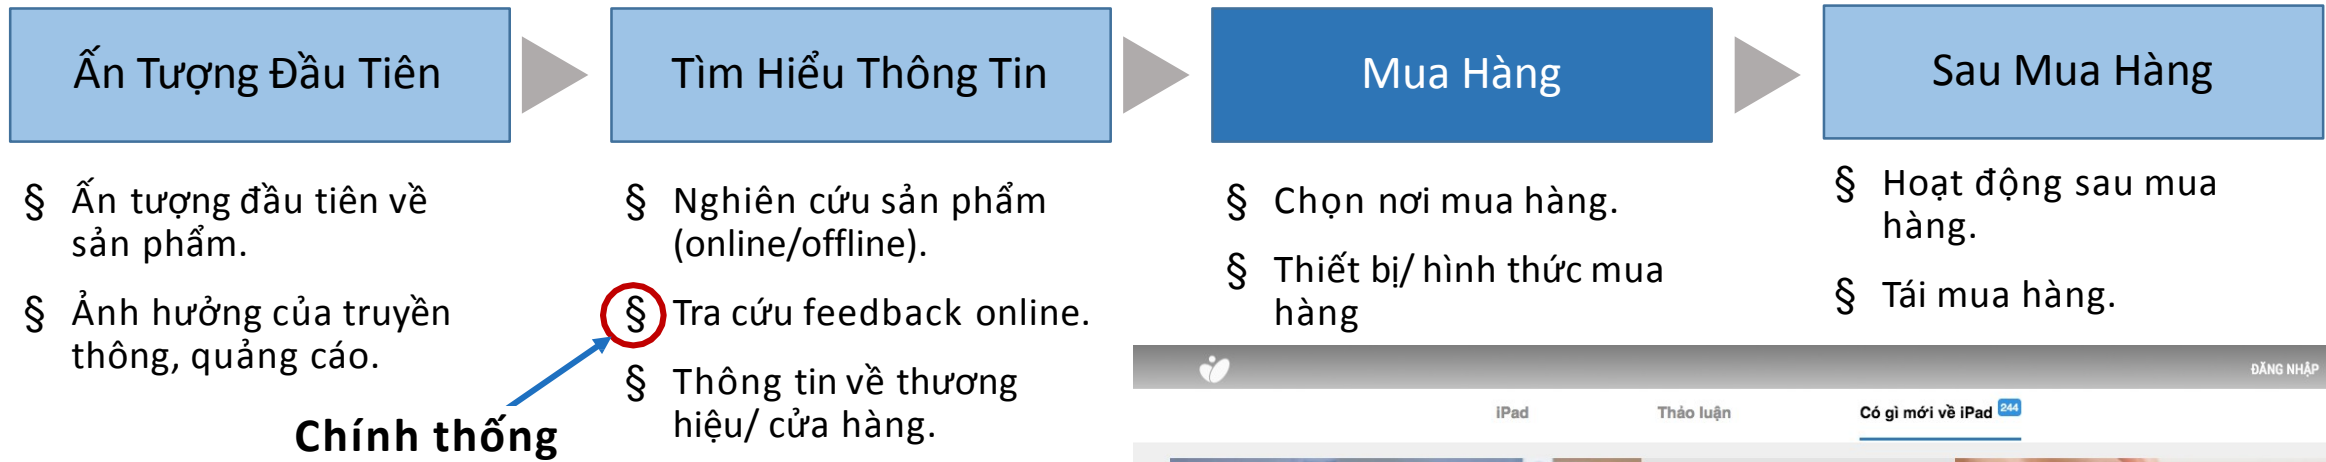 Ấn Tượng Đầu Tiên
Tìm Hiểu Thông Tin
Mua Hàng
Sau Mua Hàng
§ Ấn tượng đầu tiên về
sản phẩm.
§ Ảnh hưởng của truyền
thông, quảng cáo.
§ Nghiên cứu sản phẩm
(online/offline).
§ Tra cứu feedback online.
§ Thông tin về thương
hiệu/ cửa hàng.
Chính thống
§ Chọn nơi mua hàng.
§ Thiết bị/ hình thức mua
hàng
§ Hoạt động sau mua
hàng.
§ Tái mua hàng.
ĐĂNG NHẬP
iPad Thảo luận Có gì mới về iPad 244